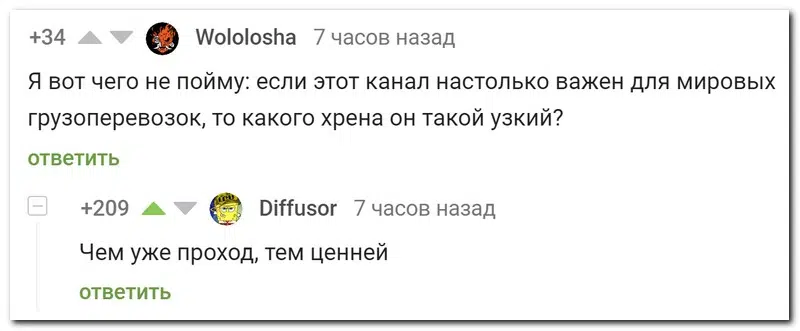 +34 Wololosha 7 часов назад
Я вот чего не пойму: если этот канал настолько важен для мировых
грузоперевозок, то какого хрена он такой узкий?
ответить
+209 Diffusor 7 часов назад
Чем уже проход, тем ценней
ответить